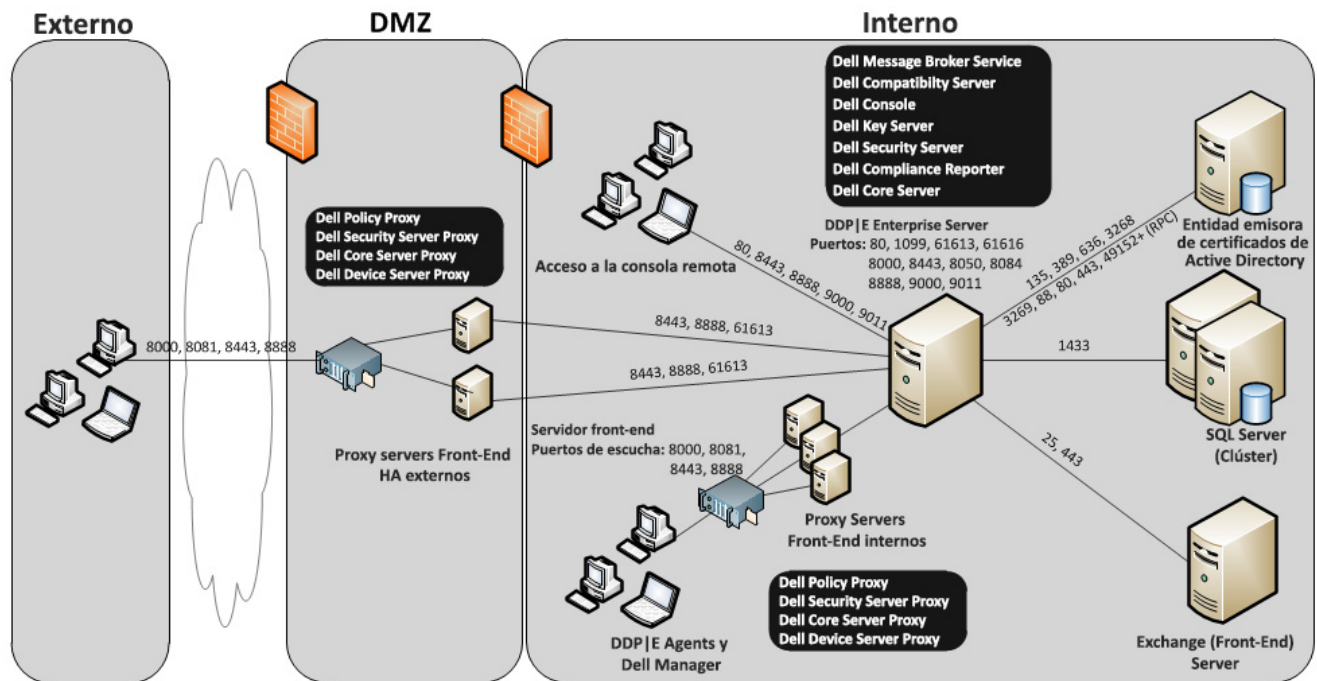 Externo
DMZ
Interno
Dell Message Broker Service
Dell Compatibilty Server
Dell Console
Dell Key Server
Dell Security Server
Dell Compliance Reporter
Dell Core Server
Dell Policy Proxy
Dell Security Server Proxy
Dell Core Server Proxy
Dell Device Server Proxy
Acceso a la consola remota
DDP|E Enterprise Server
Puertos: 80, 1099, 61613, 61616
8000, 8443, 8050, 8084
8888, 9000, 9011
Entidad emisora
de certificados de
Active Directory
80, 8443, 8888, 9000, 9011
135, 389, 636, 3268
3269, 88, 80, 443, 49152+ (RPC)
8000, 8081, 8443, 8888
8443, 8888, 61613
8443, 8888, 61613
1433
Proxy servers Front-End
HA externos
Servidor front-end
Puertos de escucha: 8000, 8081,
8443, 8888
SQL Server
(Clúster)
25, 443
Proxy Servers
Front-End internos
Dell Policy Proxy
Dell Security Server Proxy
Dell Core Server Proxy
Dell Device Server Proxy
DDP|E Agents y
Dell Manager
Exchange (Front-End)
Server